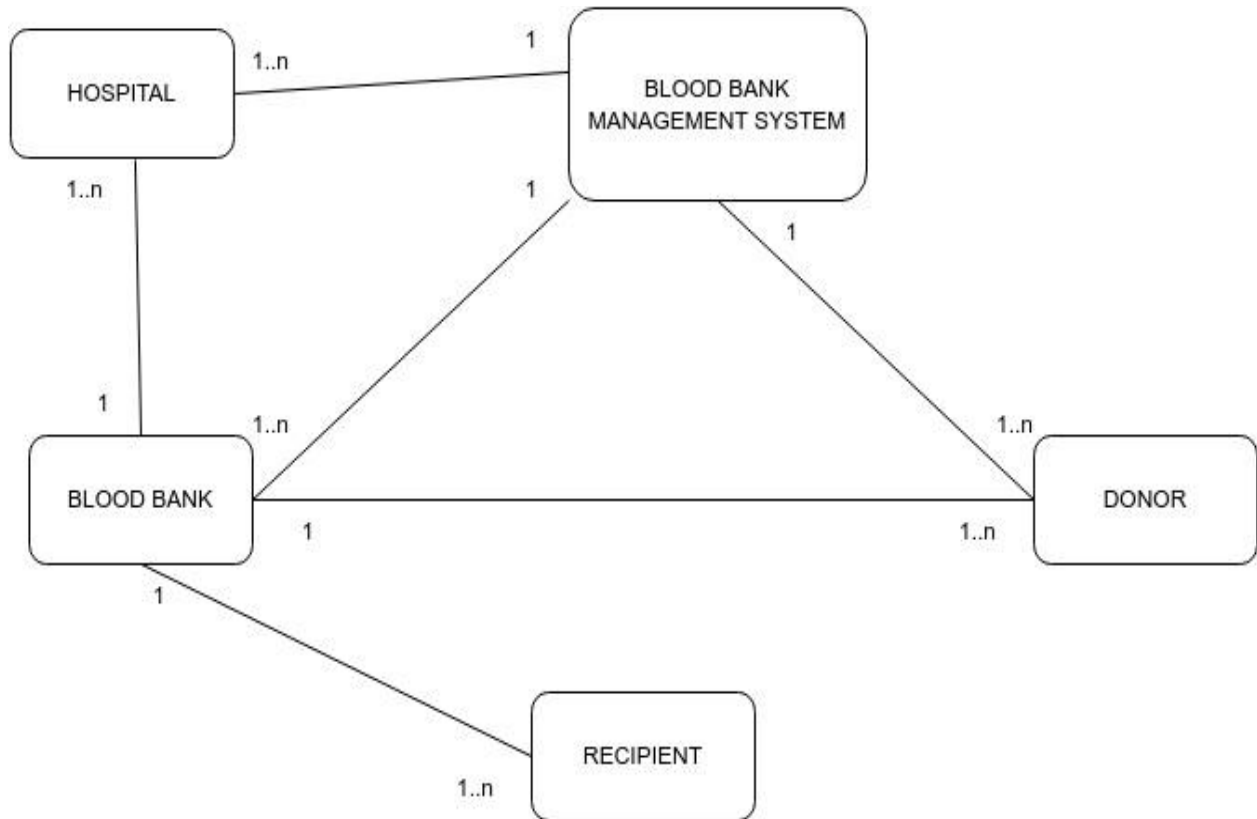 1
1..n
HOSPITAL
BLOOD BANK
MANAGEMENT SYSTEM
1..n
1
1
1
1..n
1..n
BLOOD BANK
DONOR
1
1..n
1
RECIPIENT
1..n